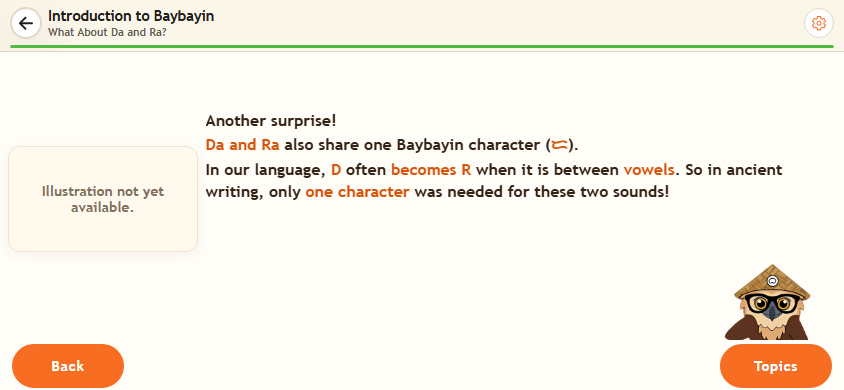 Introduction to Baybayin
What About Da and Ra?
Another surprise!
Da and Ra also share one Baybayin character (ᜇ).
In our language, D often becomes R when it is between vowels. So in ancient
writing, only one character was needed for these two sounds!
Illustration not yet
available.
Back
Topics